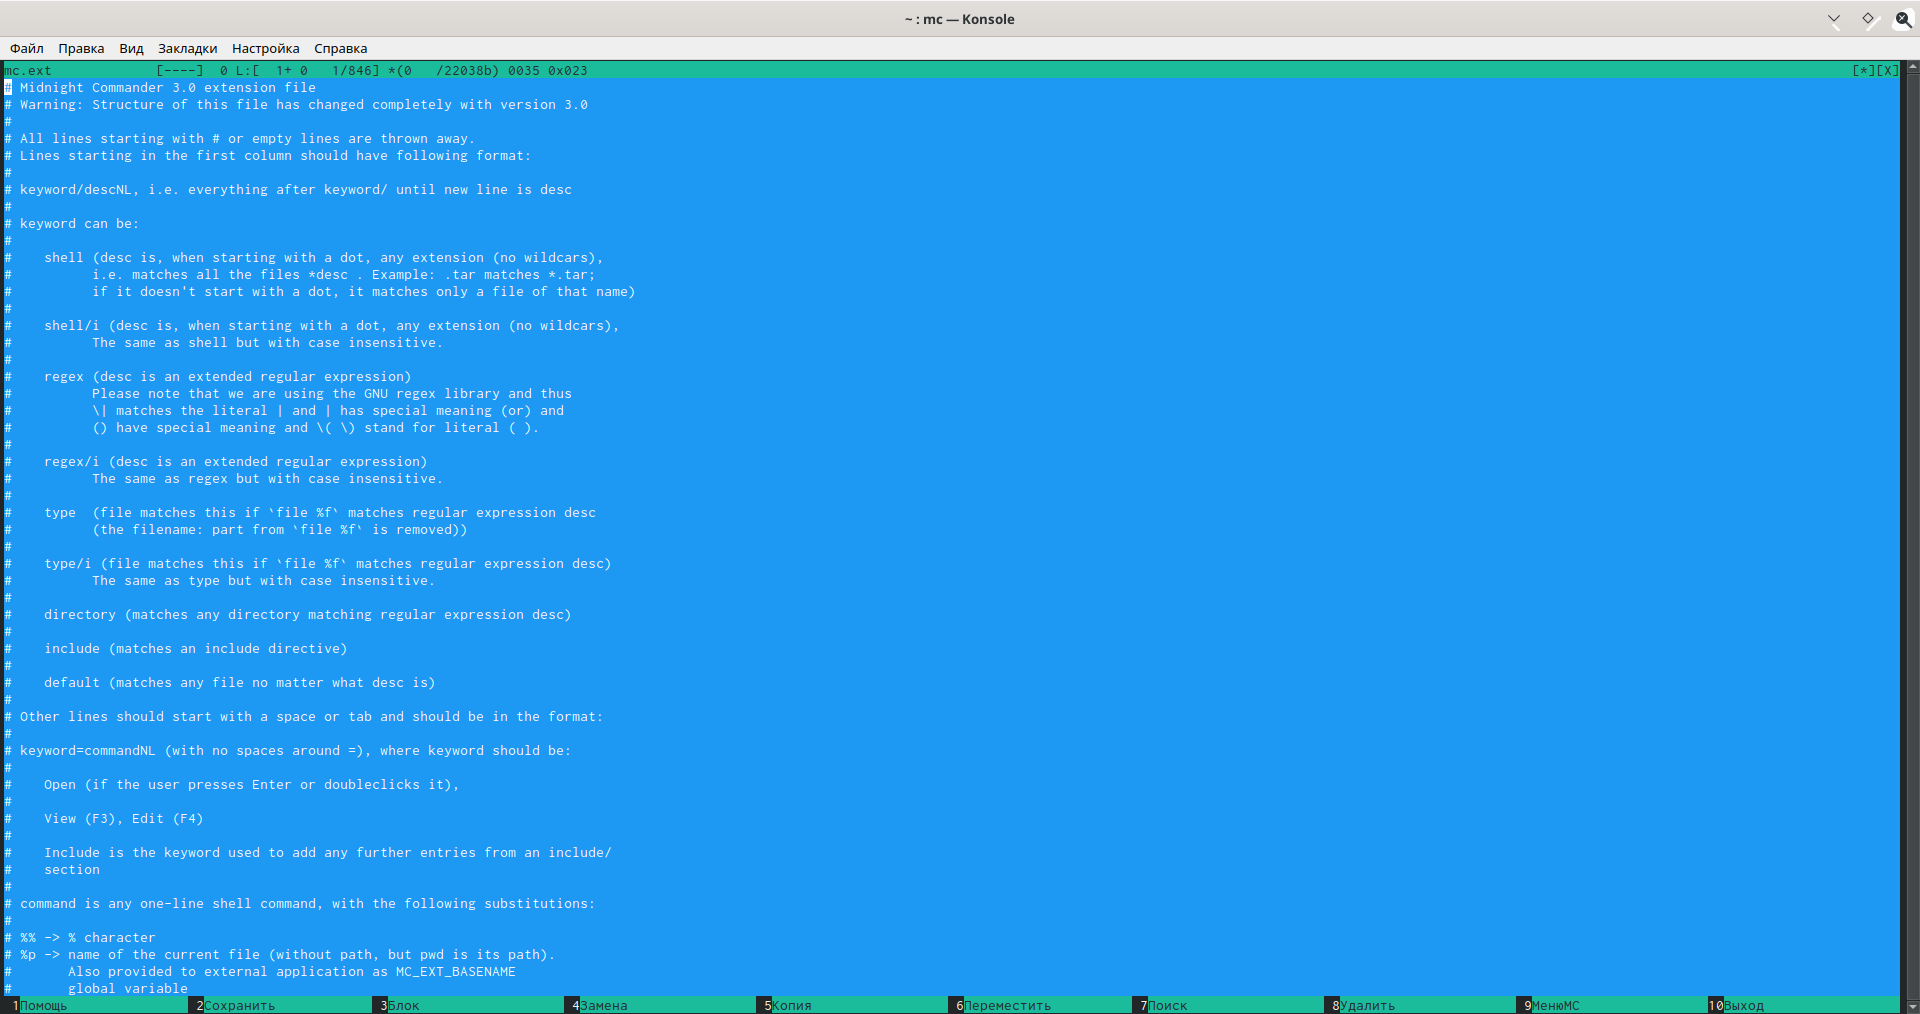 ~ : mc — Konsole
Файл Правка Вид Закладки Настройка Справка
mc.ext [----] 0 L:[ 1+ 0 1/846] *(0 /22038b) 0035 0x023 [*][X]
# Midnight Commander 3.0 extension file
# Warning: Structure of this file has changed completely with version 3.0
#
# All lines starting with # or empty lines are thrown away.
# Lines starting in the first column should have following format:
#
# keyword/descNL, i.e. everything after keyword/ until new line is desc
#
# keyword can be:
#
#    shell (desc is, when starting with a dot, any extension (no wildcars),
#          i.e. matches all the files *desc . Example: .tar matches *.tar;
#          if it doesn't start with a dot, it matches only a file of that name)
#
#    shell/i (desc is, when starting with a dot, any extension (no wildcars),
#          The same as shell but with case insensitive.
#
#    regex (desc is an extended regular expression)
#          Please note that we are using the GNU regex library and thus
#          \| matches the literal | and | has special meaning (or) and
#          () have special meaning and \( \) stand for literal ( ).
#
#    regex/i (desc is an extended regular expression)
#          The same as regex but with case insensitive.
#
#    type  (file matches this if `file %f` matches regular expression desc
#          (the filename: part from `file %f` is removed))
#
#    type/i (file matches this if `file %f` matches regular expression desc)
#          The same as type but with case insensitive.
#
#    directory (matches any directory matching regular expression desc)
#
#    include (matches an include directive)
#
#    default (matches any file no matter what desc is)
#
# Other lines should start with a space or tab and should be in the format:
#
# keyword=commandNL (with no spaces around =), where keyword should be:
#
#    Open (if the user presses Enter or doubleclicks it),
#
#    View (F3), Edit (F4)
#
#    Include is the keyword used to add any further entries from an include/
#    section
#
# command is any one-line shell command, with the following substitutions:
#
# %% -> % character
# %p -> name of the current file (without path, but pwd is its path).
#       Also provided to external application as MC_EXT_BASENAME
#       global variable
1Помощь 2Сохранить 3Блок 4Замена 5Копия 6Переместить 7Поиск 8Удалить 9МенюMC 10Выход